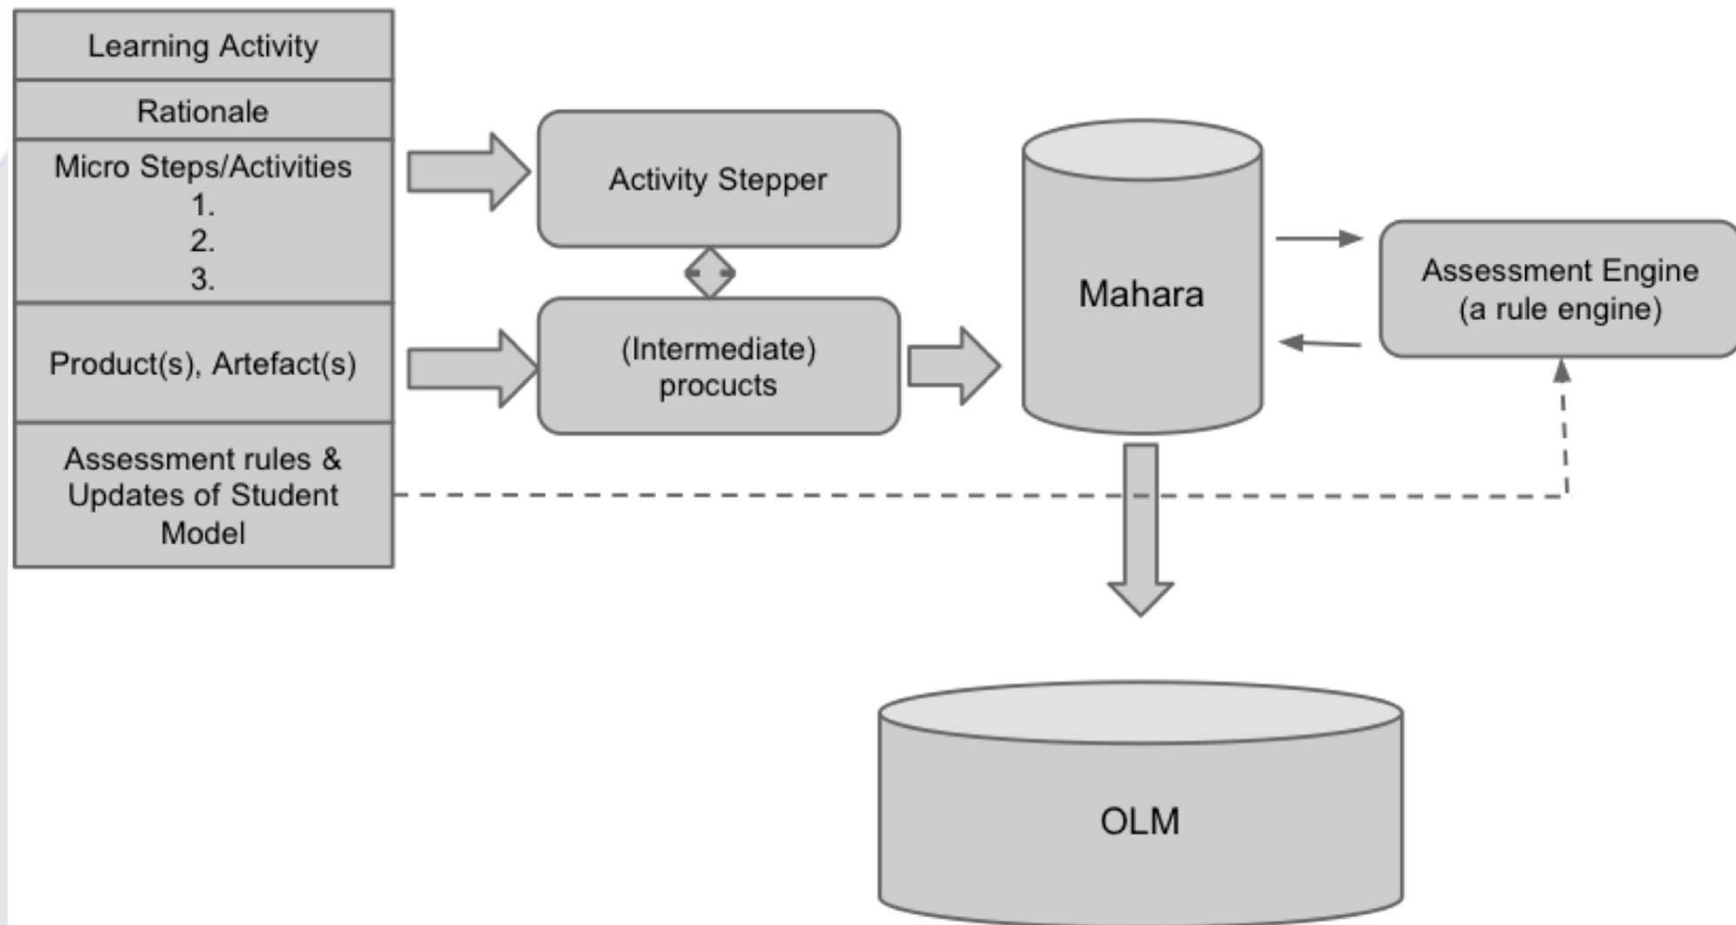 Learning Activity
Rationale
Micro Steps/Activities
1.
2.
3.
Product(s), Artefact(s)
Assessment rules &
Updates of Student
Model
Activity Stepper
(Intermediate)
procucts
Mahara
Assessment Engine
(a rule engine)
OLM